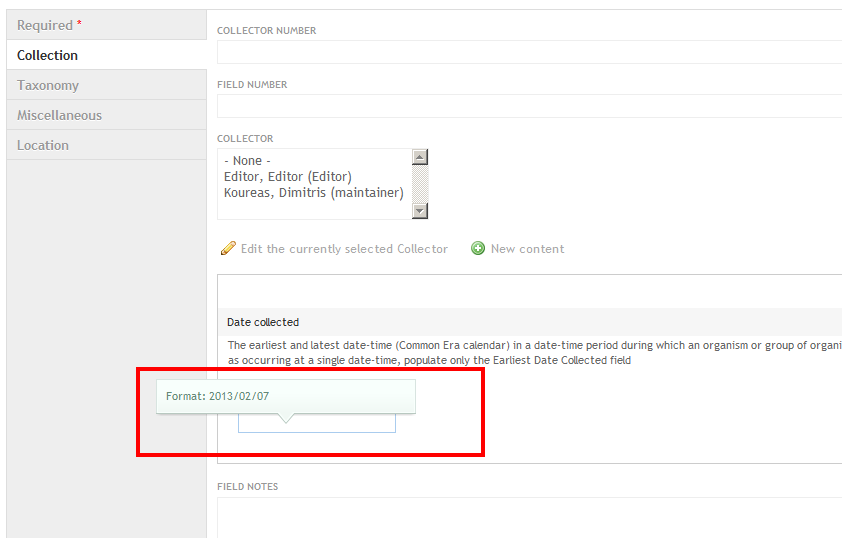 Required *
Collection
Taxonomy
Miscellaneous
Location
COLLECTOR NUMBER
FIELD NUMBER
COLLECTOR
- None -
Editor, Editor (Editor)
Koureas, Dimitris (maintainer)
Edit the currently selected Collector
New content
Date collected
The earliest and latest date-time (Common Era calendar) in a date-time period during which an organism or group of organi
as occurring at a single date-time, populate only the Earliest Date Collected field
Format: 2013/02/07
FIELD NOTES